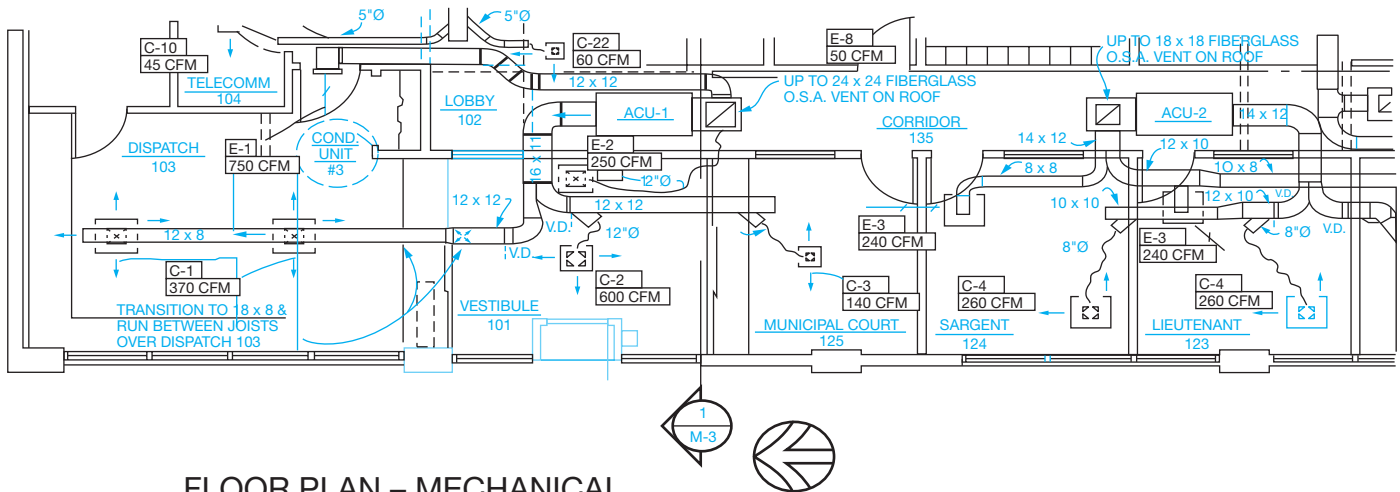 5"Ø
5"Ø
C-10
45 CFM
C-22
60 CFM
E-8
50 CFM
UP TO 18 x 18 FIBERGLASS
O.S.A. VENT ON ROOF
TELECOMM
104
12 x 12
UP TO 24 x 24 FIBERGLASS
O.S.A. VENT ON ROOF
LOBBY
102
ACU-1
CORRIDOR
135
ACU-2
14 x 12
DISPATCH
103
COND.
UNIT
#3
E-1
750 CFM
E-2
250 CFM
16 x 11
14 x 12
12 x 10
8 x 8
10 x 8
12"Ø
12 x 12
12 x 12
10 x 10
12 x 10
V.D.
12 x 8
V.D.
V.D.
12"Ø
E-3
240 CFM
8"Ø
E-3
240 CFM
8"Ø
V.D.
C-1
370 CFM
C-2
600 CFM
C-3
140 CFM
C-4
260 CFM
C-4
260 CFM
TRANSITION TO 18 x 8 &
RUN BETWEEN JOISTS
OVER DISPATCH 103
VESTIBULE
101
MUNICIPAL COURT
125
SARGENT
124
LIEUTENANT
123
1
M-3
FLOOR PLAN – MECHANICAL